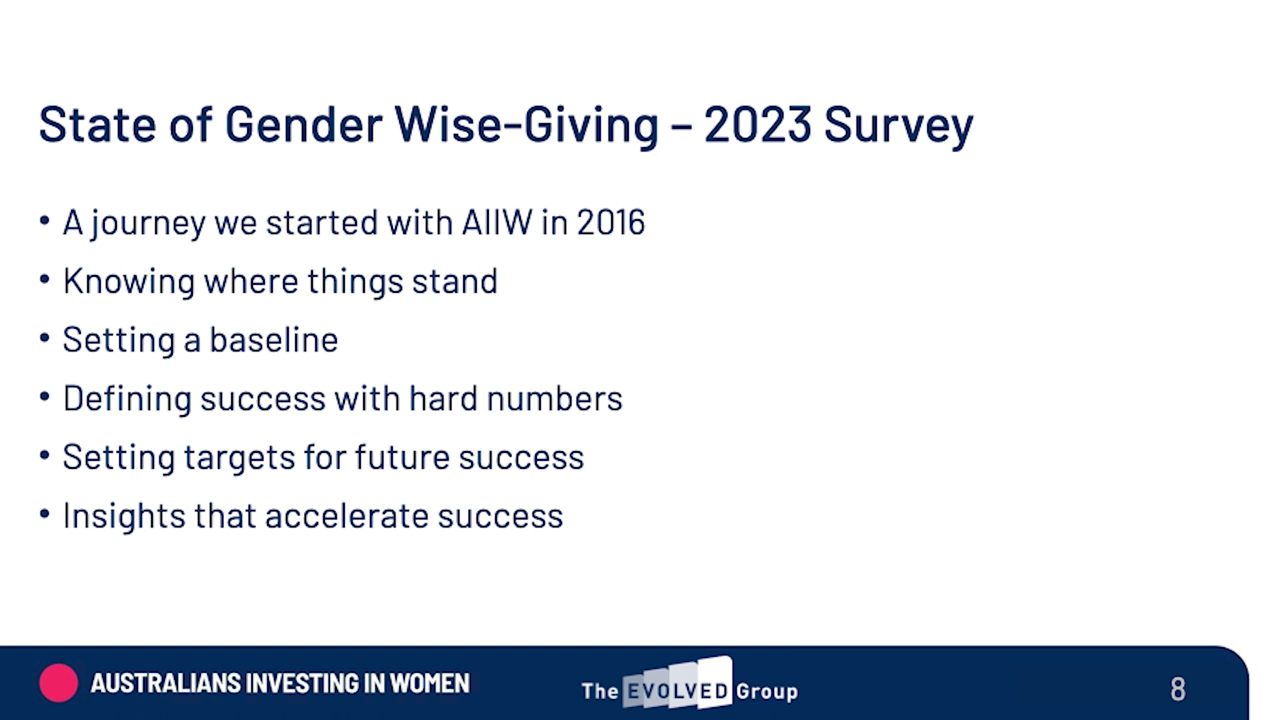 State of Gender Wise-Giving – 2023 Survey
• A journey we started with AIIW in 2016
• Knowing where things stand
• Setting a baseline
• Defining success with hard numbers
• Setting targets for future success
• Insights that accelerate success
AUSTRALIANS INVESTING IN WOMEN
The EVOLVED Group
8